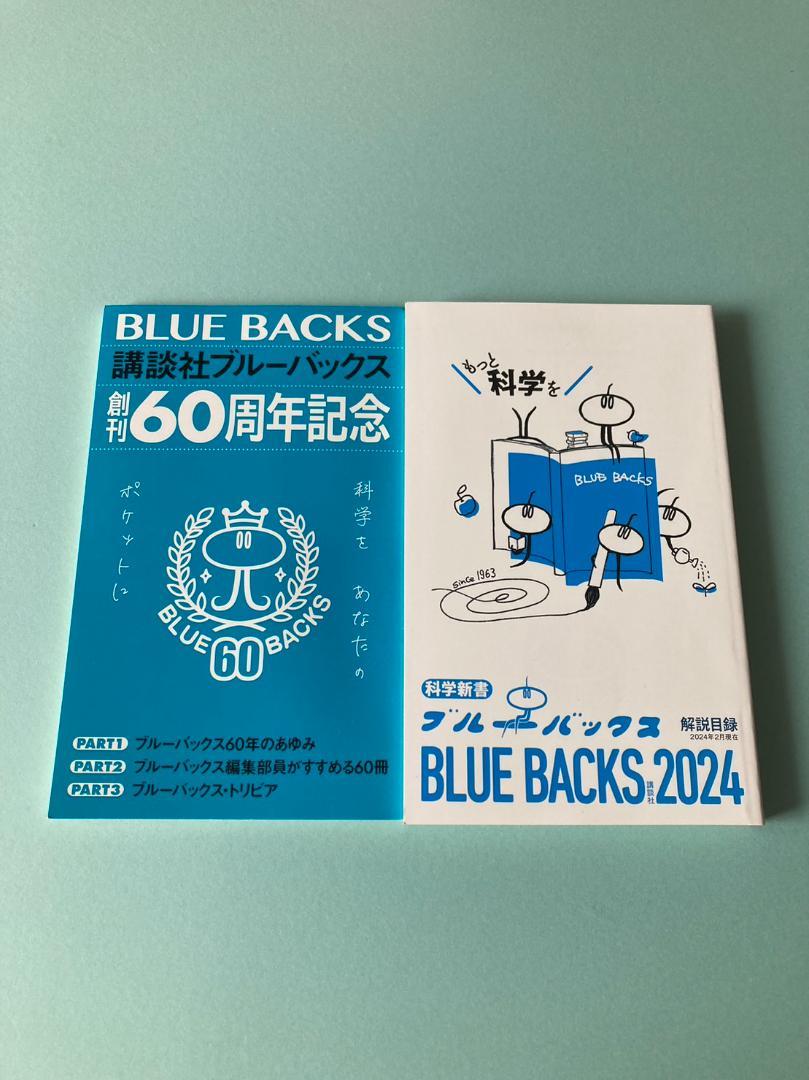 BLUE BACKS
講談社ブルーバックス
創刊60周年記念
科学を あなたの
ポケットに
BLUE 60 BACKS
PART1 ブルーバックス60年のあゆみ
PART2 ブルーバックス編集部員がすすめる60冊
PART3 ブルーバックス・トリビア
もっと
科学を
BLUE BACKS
since 1963
科学新書
ブルーバックス
解説目録
2024年2月現在
BLUE BACKS 講談社 2024